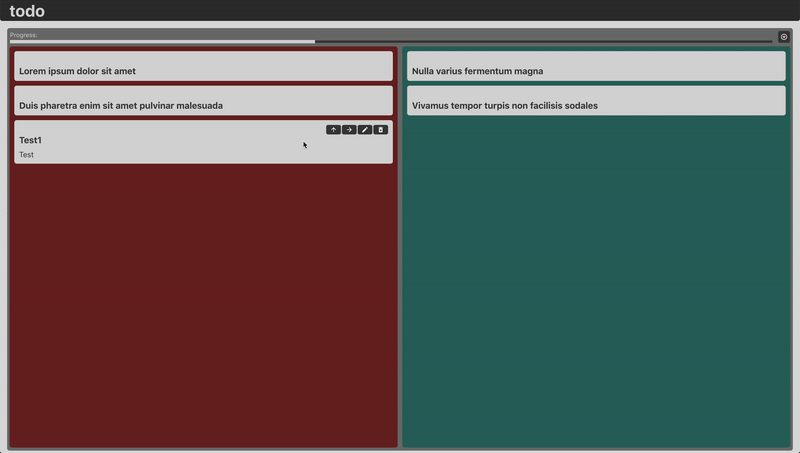 todo
Progress:
Lorem ipsum dolor sit amet
Duis pharetra enim sit amet pulvinar malesuada
Test1
Test
Nulla varius fermentum magna
Vivamus tempor turpis non facilisis sodales